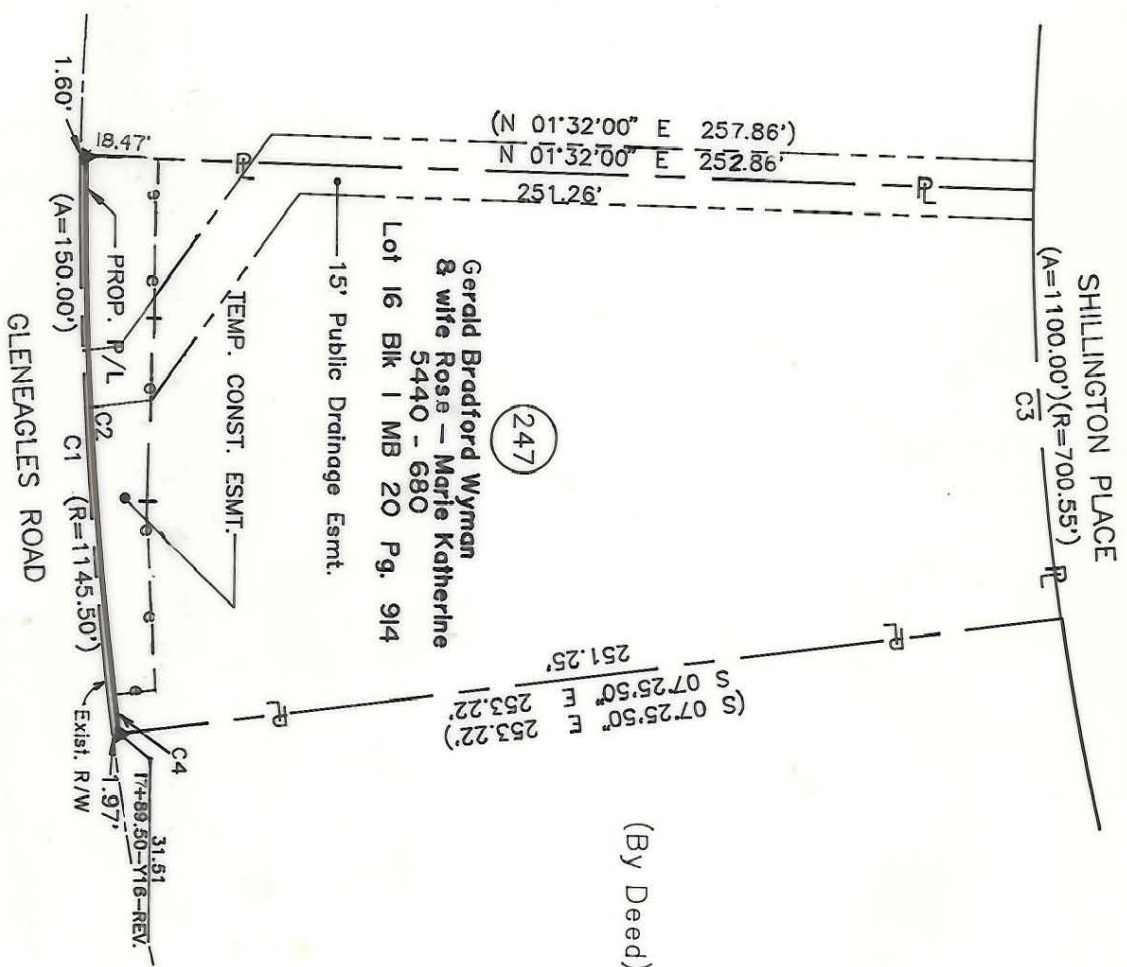 SHILLINGTON PLACE
(A=1100.00')(R=700.55')
C3
(N 01°32'00" E 257.86')
N 01°32'00" E 252.86'
251.26'
P/L
P/L
P/L
1.60'
18.47'
(A=150.00')
PROP. P/L
TEMP. CONST. ESMT.
15' Public Drainage Esmt.
247
Gerald Bradford Wyman
& wife Rose - Marie Katherine
5440 - 680
Lot 16 Blk 1 MB 20 Pg. 914
251.25'
S 07°25'50" E 253.22'
(S 07°25'50" E 253.22')
P/L
P/L
e
e
e
e
e
C2
C1
(R=1145.50')
GLENEAGLES ROAD
Exist. R/W
C4
1.97'
31.51
17+89.50-Y16-REV.
(By Deed)